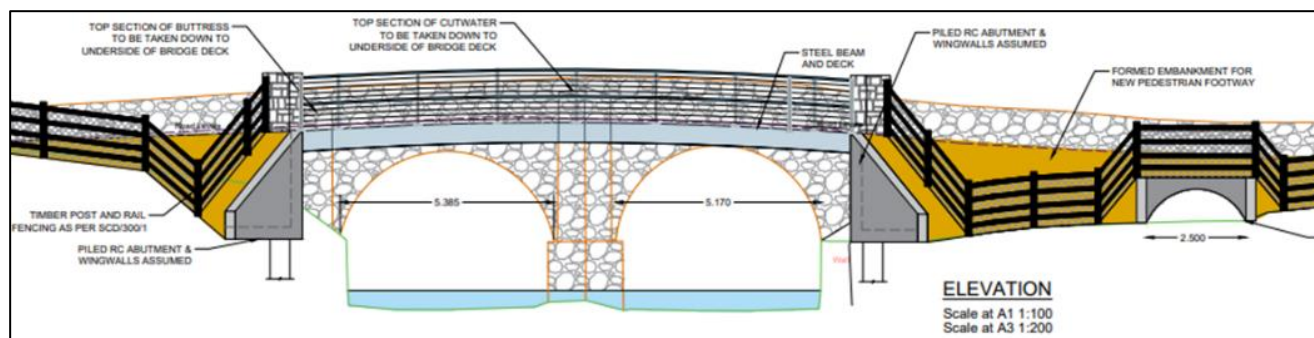 TOP SECTION OF BUTTRESS
TO BE TAKEN DOWN TO
UNDERSIDE OF BRIDGE DECK
TOP SECTION OF CUTWATER
TO BE TAKEN DOWN TO
UNDERSIDE OF BRIDGE DECK
STEEL BEAM
AND DECK
PILED RC ABUTMENT &
WINGWALLS ASSUMED
FORMED EMBANKMENT FOR
NEW PEDESTRIAN FOOTWAY
5.385
5.170
2.500
TIMBER POST AND RAIL
FENCING AS PER SCD/300/1
PILED RC ABUTMENT &
WINGWALLS ASSUMED
ELEVATION
Scale at A1 1:100
Scale at A3 1:200